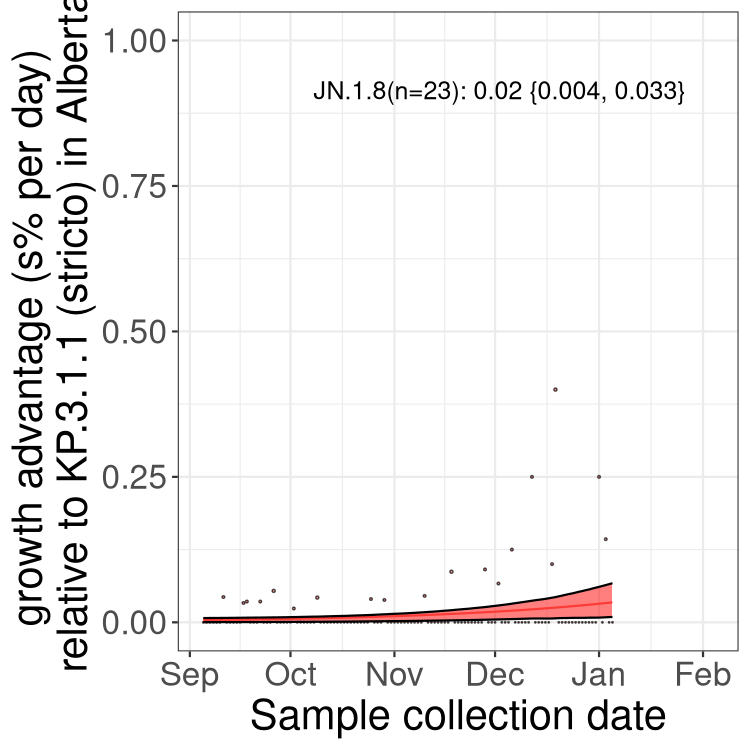 growth advantage (s% per day)
relative to KP.3.1.1 (stricto) in Alberta
1.00
0.75
0.50
0.25
0.00
JN.1.8(n=23): 0.02 {0.004, 0.033}
Sep Oct Nov Dec Jan Feb
Sample collection date